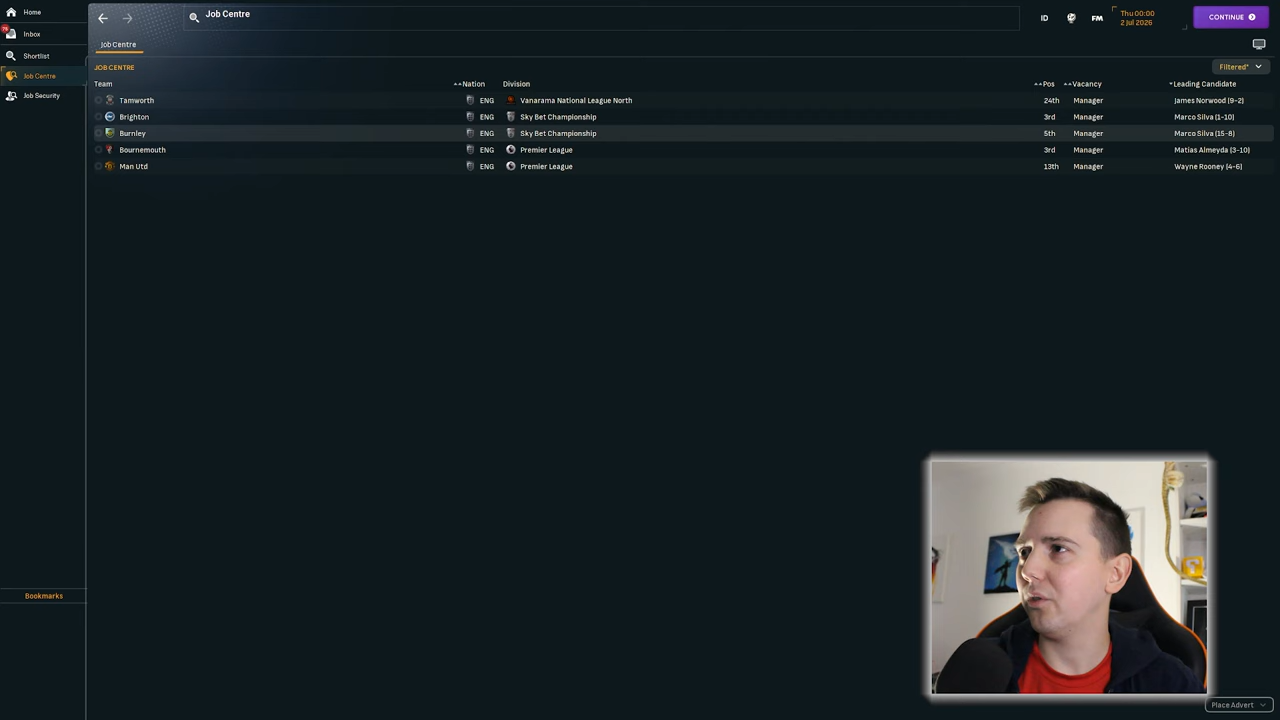 Home
Job Centre
ID
FM
Thu 00:00
2 Jul 2026
CONTINUE
Inbox
Job Centre
Shortlist
JOB CENTRE
Filtered*
Job Centre
Team Nation Division Pos Vacancy Leading Candidate
Job Security
Tamworth ENG Vanarama National League North 24th Manager James Norwood (9-2)
Brighton ENG Sky Bet Championship 3rd Manager Marco Silva (1-10)
Burnley ENG Sky Bet Championship 5th Manager Marco Silva (15-8)
Bournemouth ENG Premier League 3rd Manager Matías Almeyda (3-10)
Man Utd ENG Premier League 13th Manager Wayne Rooney (4-6)
Bookmarks
Place Advert